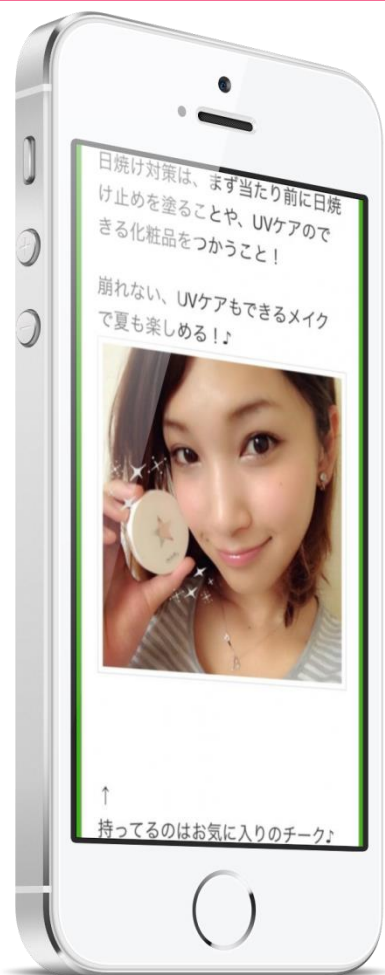 日焼け対策は、まず当たり前に日焼
け止めを塗ることや、UVケアので
きる化粧品をつかうこと！
崩れない、UVケアもできるメイク
で夏も楽しめる！♪
↑
持ってるのはお気に入りのチーク♪